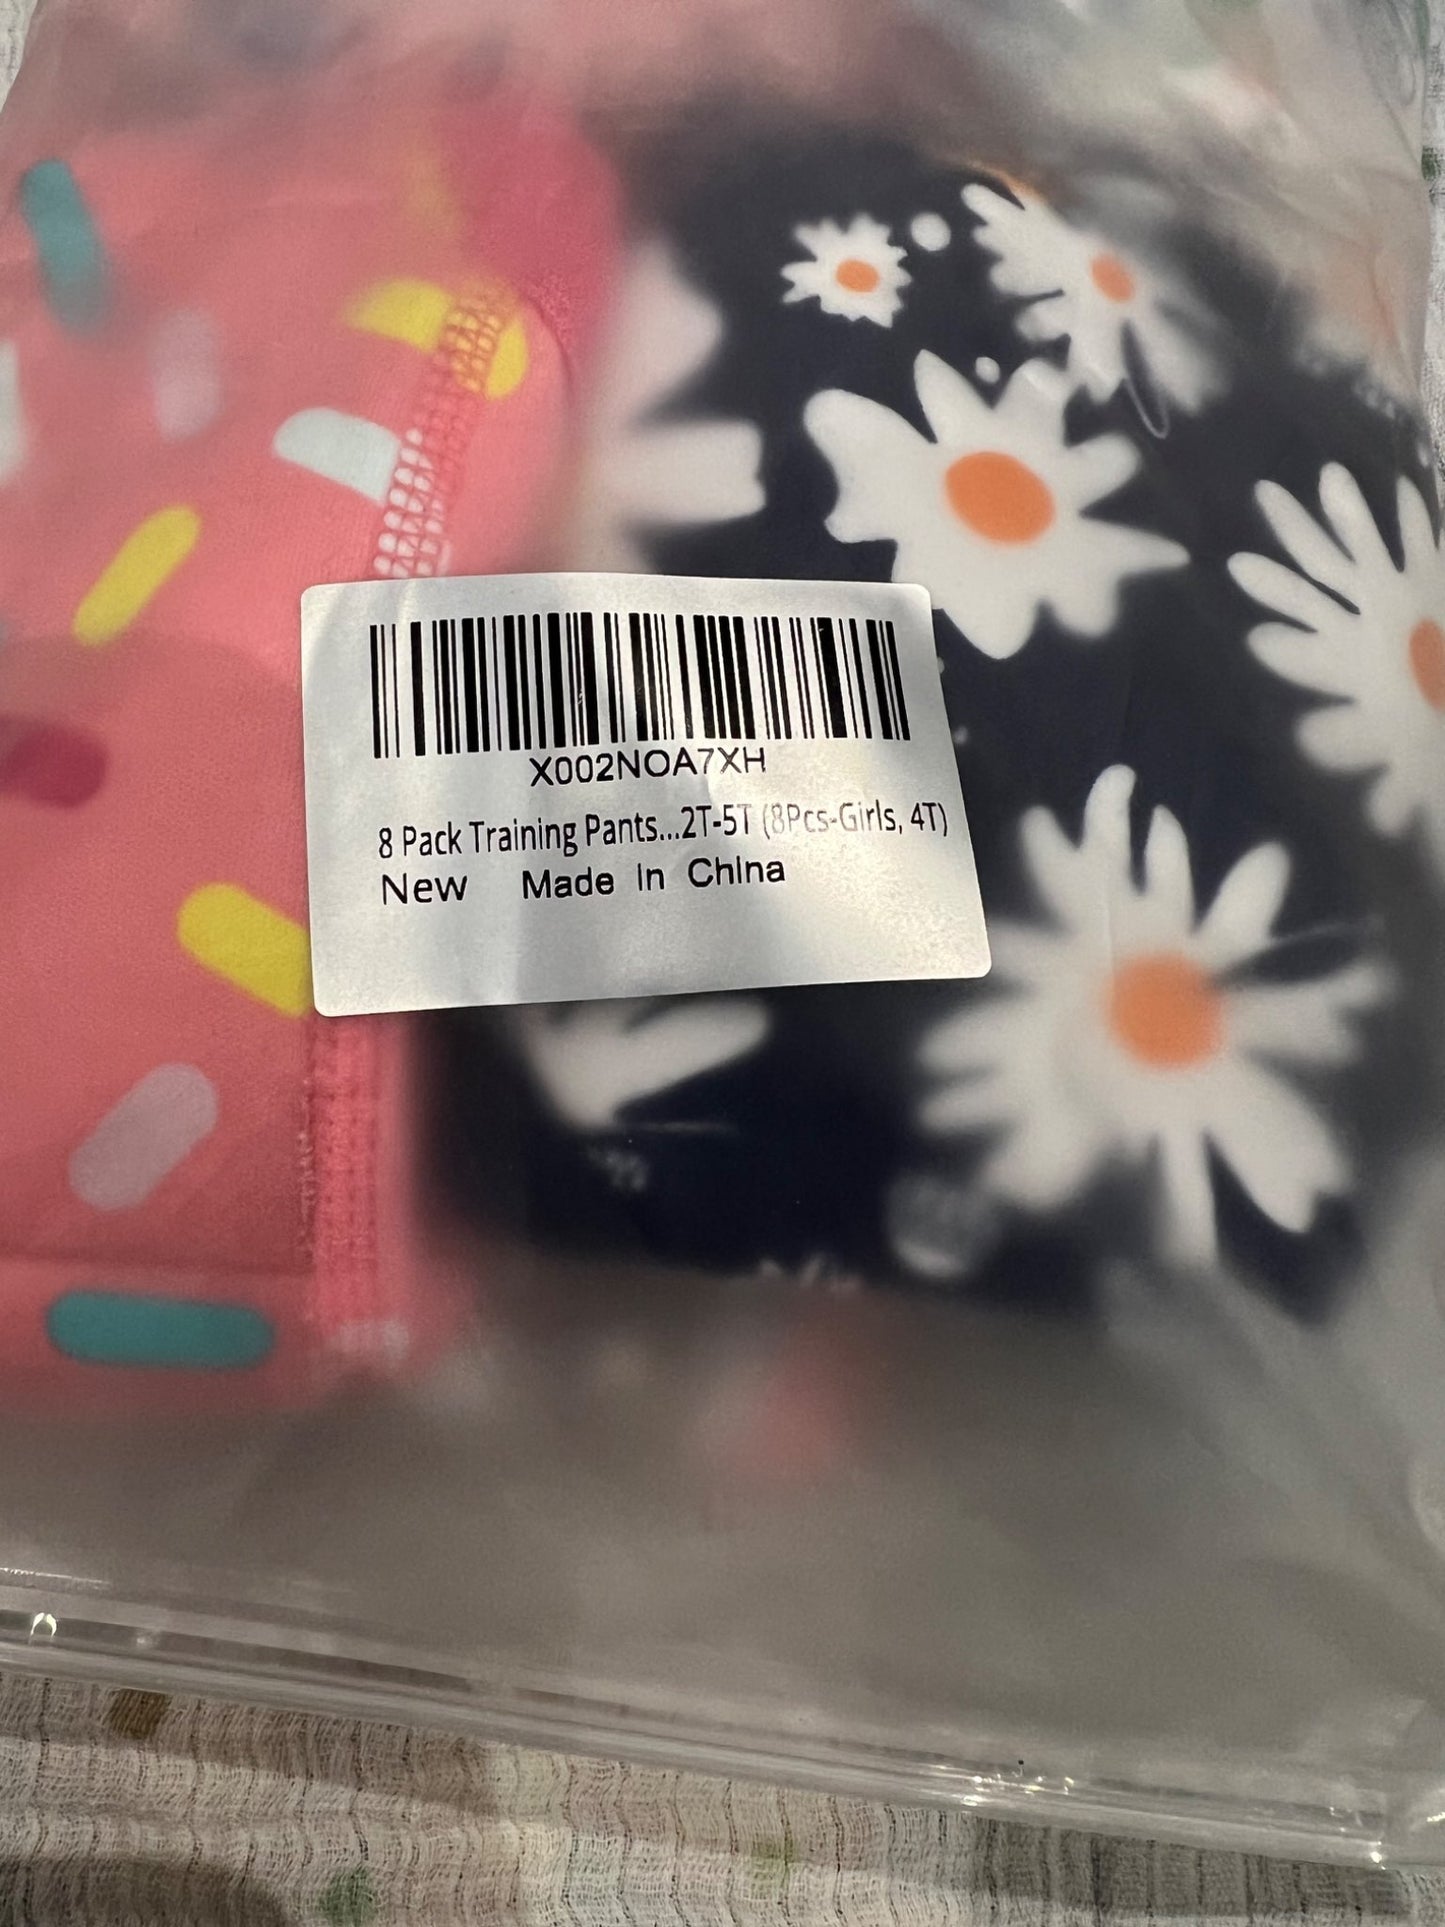 X002NOA7XH
8 Pack Training Pants...2T-5T (8Pcs-Girls, 4T)
New Made in China